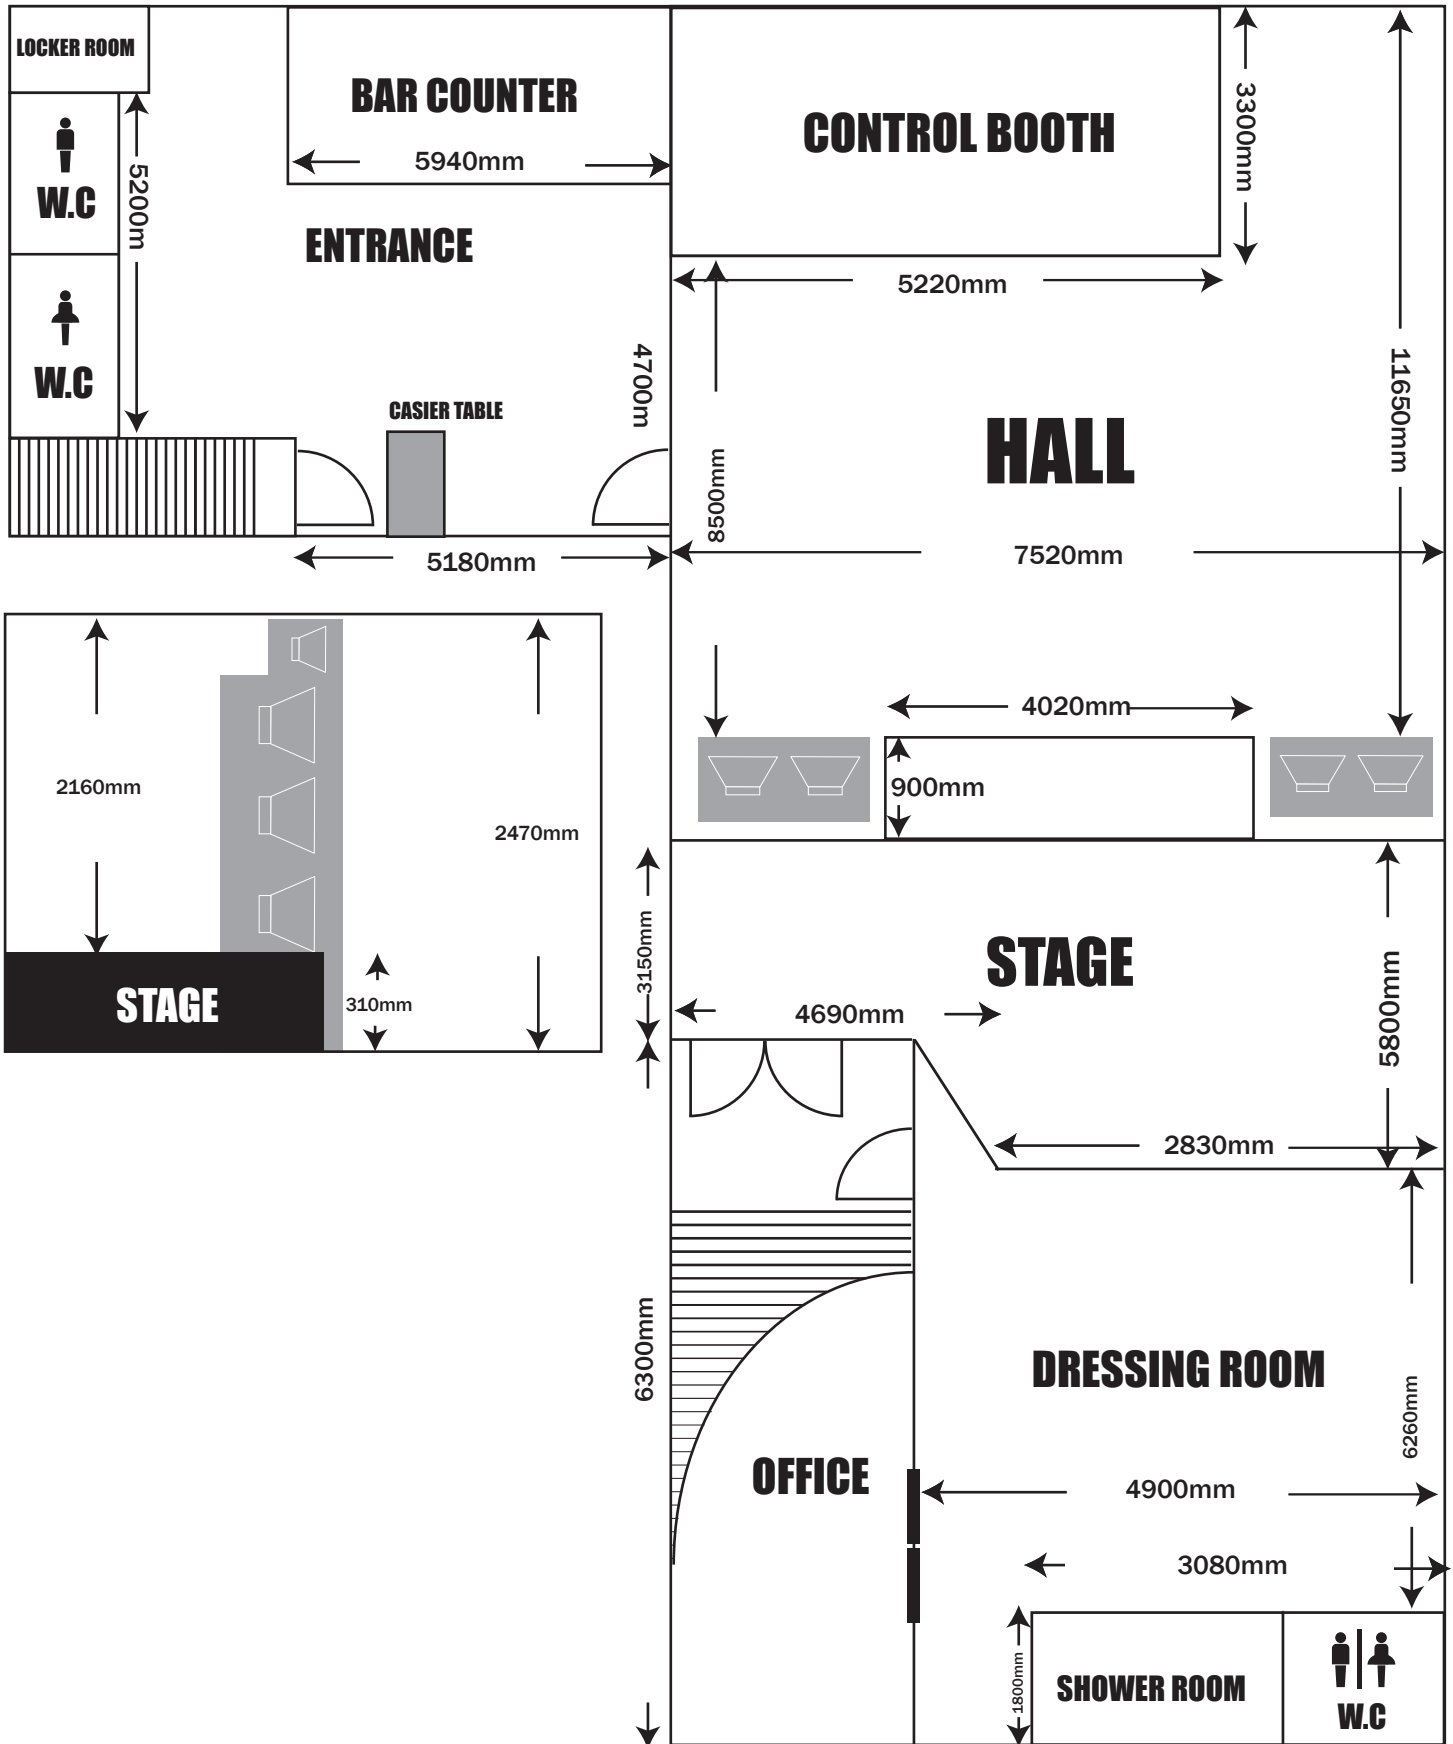 LOCKER ROOM
BAR COUNTER
5940mm
CONTROL BOOTH
3300mm
W.C
5200m
ENTRANCE
5220mm
W.C
4700m
CASIER TABLE
HALL
11650mm
8500mm
5180mm
7520mm
4020mm
900mm
2160mm
2470mm
STAGE
310mm
3150mm
STAGE
4690mm
5800mm
2830mm
6300mm
DRESSING ROOM
6260mm
OFFICE
4900mm
3080mm
1800mm
SHOWER ROOM
W.C